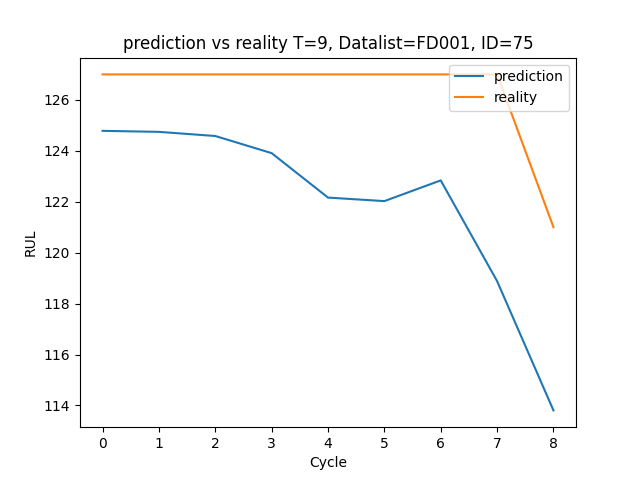 prediction vs reality T=9, Datalist=FD001, ID=75
prediction
reality
126
124
122
120
118
116
114
RUL
0 1 2 3 4 5 6 7 8
Cycle